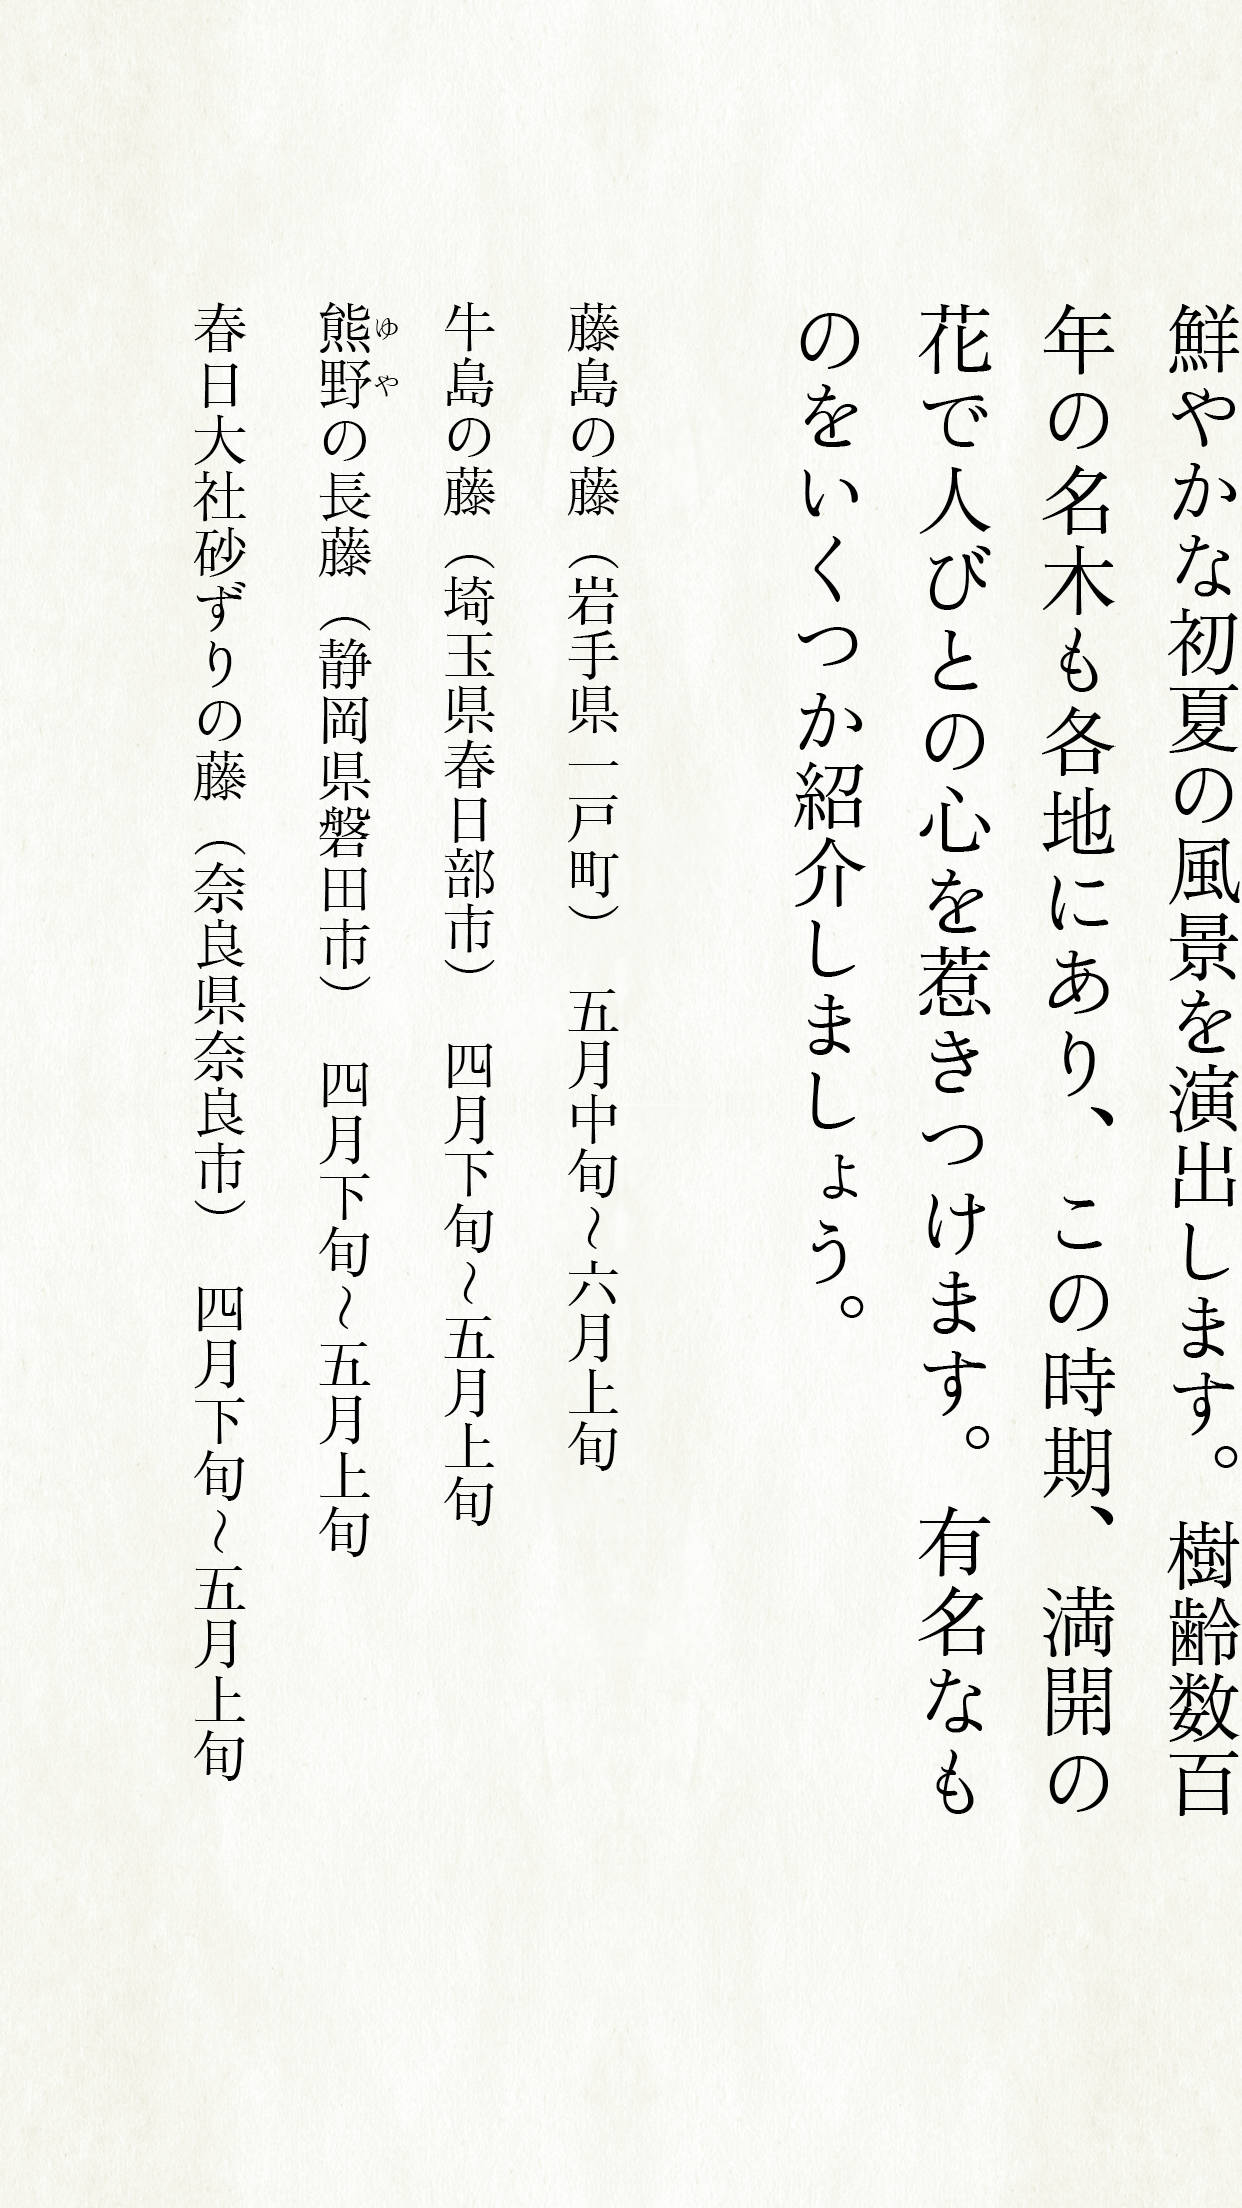 鮮やかな初夏の風景を演出します。樹齢数百
年の名木も各地にあり、この時期、満開の
花で人びとの心を惹きつけます。有名なも
のをいくつか紹介しましょう。
藤島の藤（岩手県一戸町）　五月中旬～六月上旬
牛島の藤（埼玉県春日部市）　四月下旬～五月上旬
熊野の長藤（静岡県磐田市）　四月下旬～五月上旬
ゆや
春日大社砂ずりの藤（奈良県奈良市）　四月下旬～五月上旬